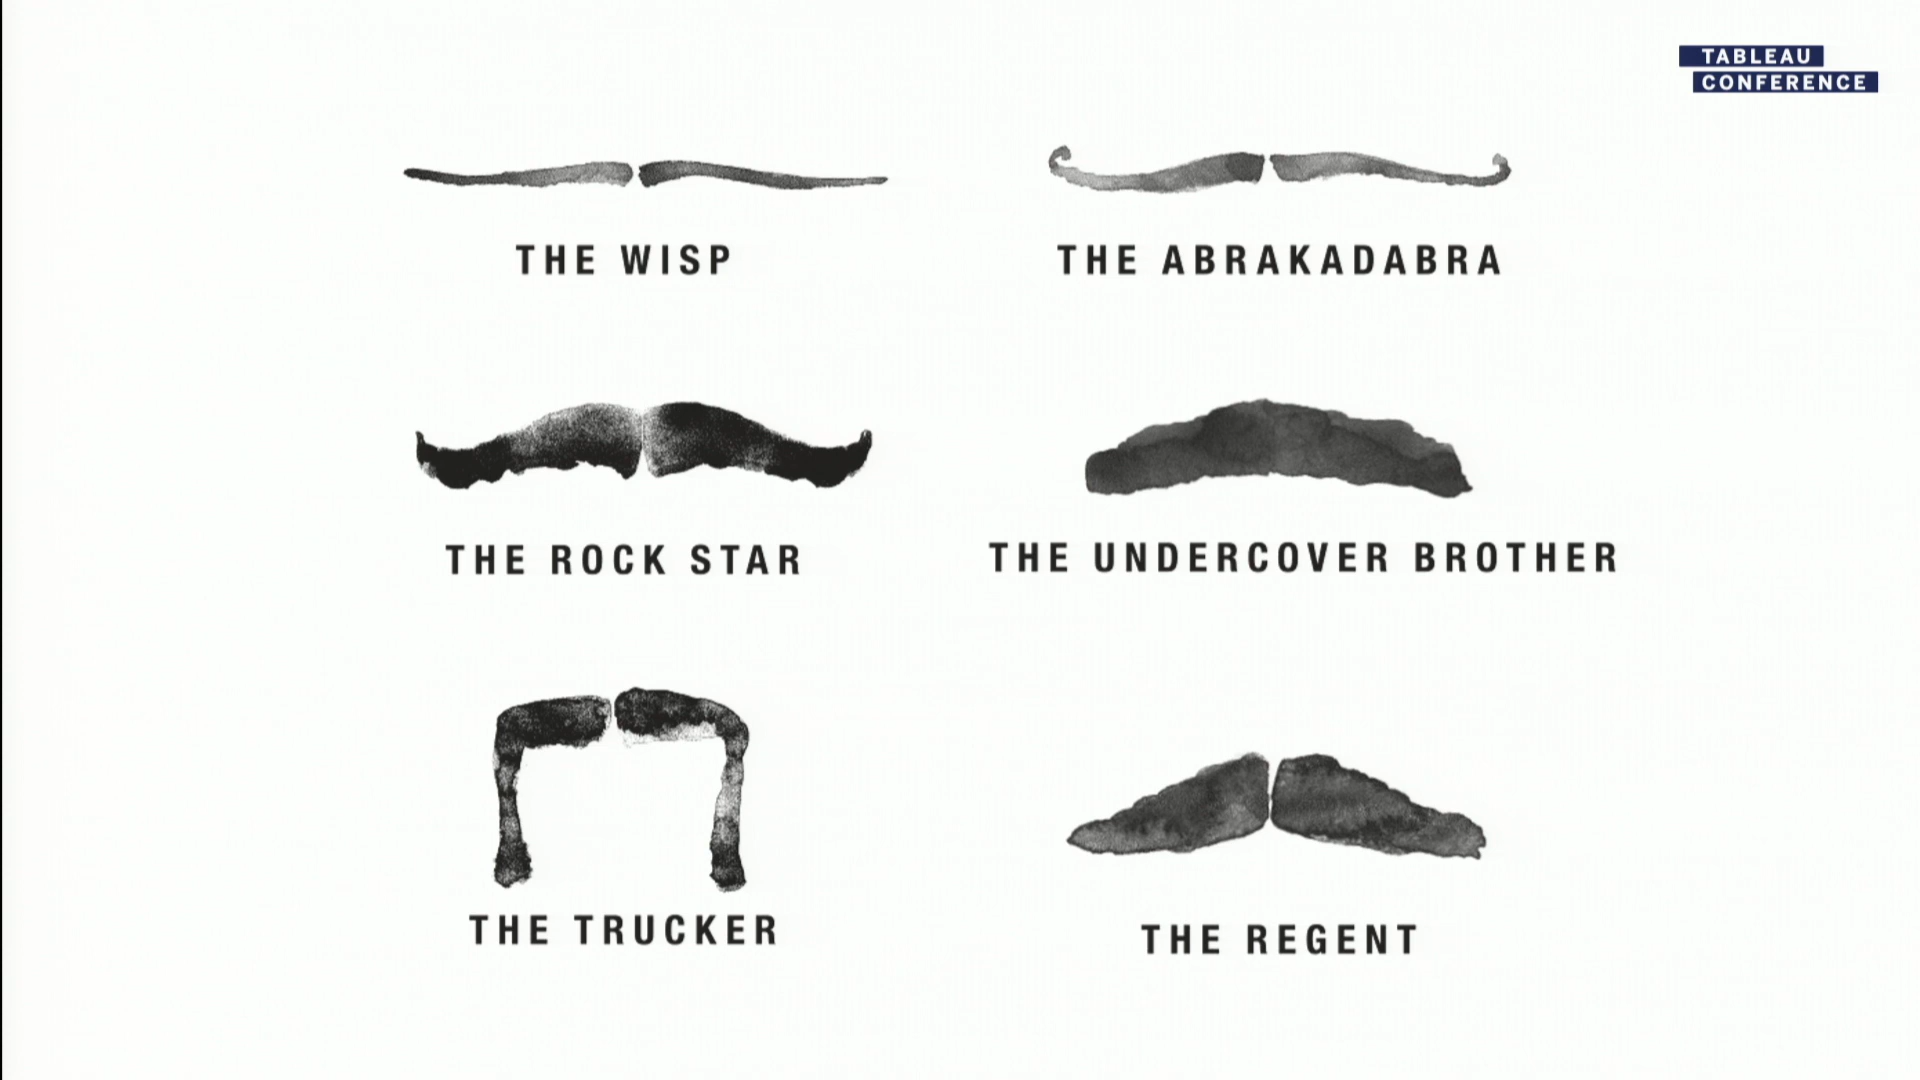 TABLEAU
CONFERENCE
THE WISP
THE ABRAKADABRA
THE ROCK STAR
THE UNDERCOVER BROTHER
THE TRUCKER
THE REGENT